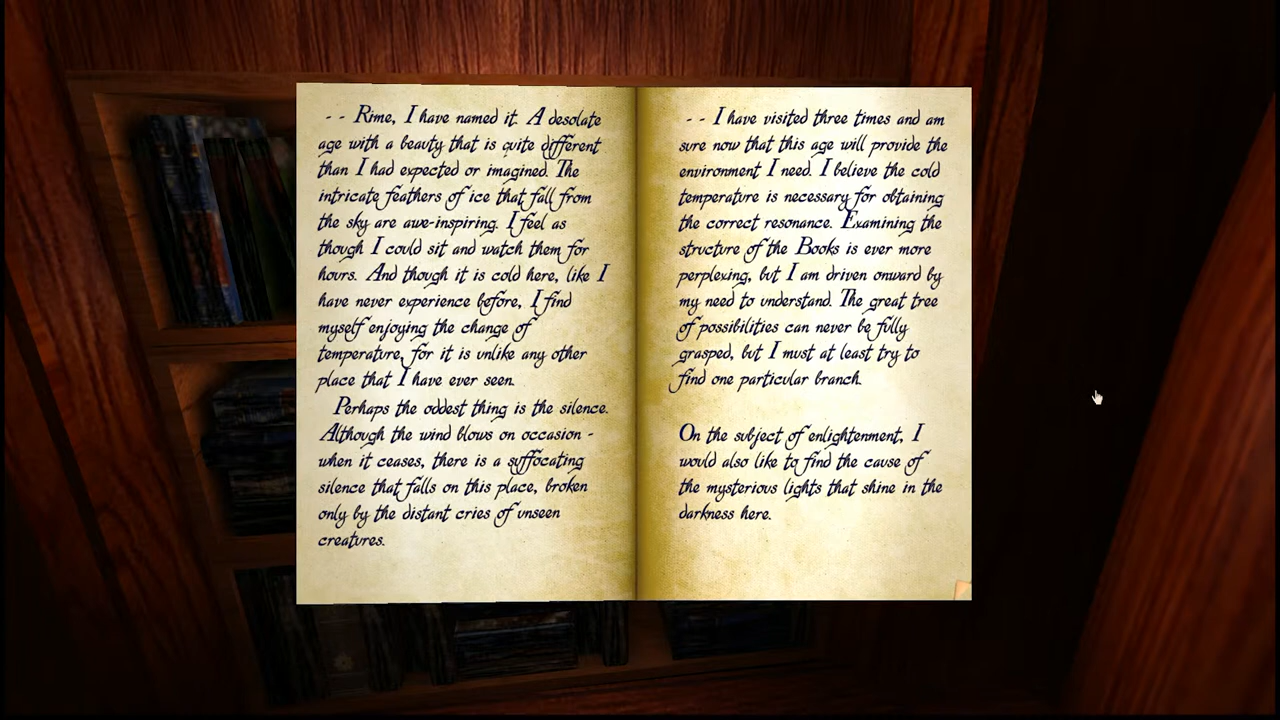 -- Rime, I have named it. A desolate
age with a beauty that is quite different
than I had expected or imagined. The
intricate feathers of ice that fall from
the sky are awe-inspiring. I feel as
though I could sit and watch them for
hours. And though it is cold here, like I
have never experience before, I find
myself enjoying the change of
temperature, for it is unlike any other
place that I have ever seen.
Perhaps the oddest thing is the silence.
Although the wind blows on occasion -
when it ceases, there is a suffocating
silence that falls on this place, broken
only by the distant cries of unseen
creatures.
-- I have visited three times and am
sure now that this age will provide the
environment I need. I believe the cold
temperature is necessary for obtaining
the correct resonance. Examining the
structure of the Books is ever more
perplexing, but I am driven onward by
my need to understand. The great tree
of possibilities can never be fully
grasped, but I must at least try to
find one particular branch.
On the subject of enlightenment, I
would also like to find the cause of
the mysterious lights that shine in the
darkness here.